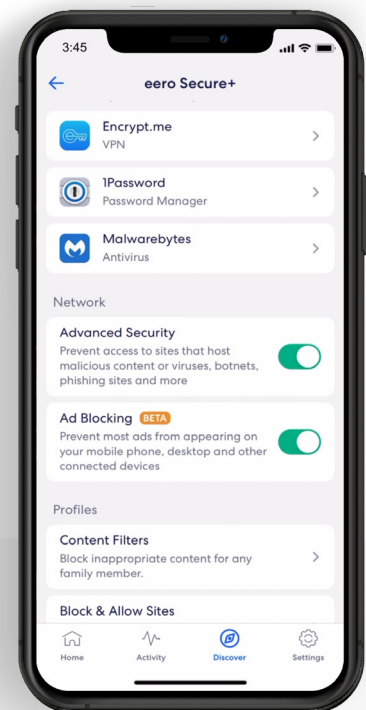 3:45
eero Secure+
Encrypt.me
VPN
1Password
Password Manager
Malwarebytes
Antivirus
Network
Advanced Security
Prevent access to sites that host
malicious content or viruses, botnets,
phishing sites and more
Ad Blocking BETA
Prevent most ads from appearing on
your mobile phone, desktop and other
connected devices
Profiles
Content Filters
Block inappropriate content for any
family member.
Block & Allow Sites
Home Activity Discover Settings